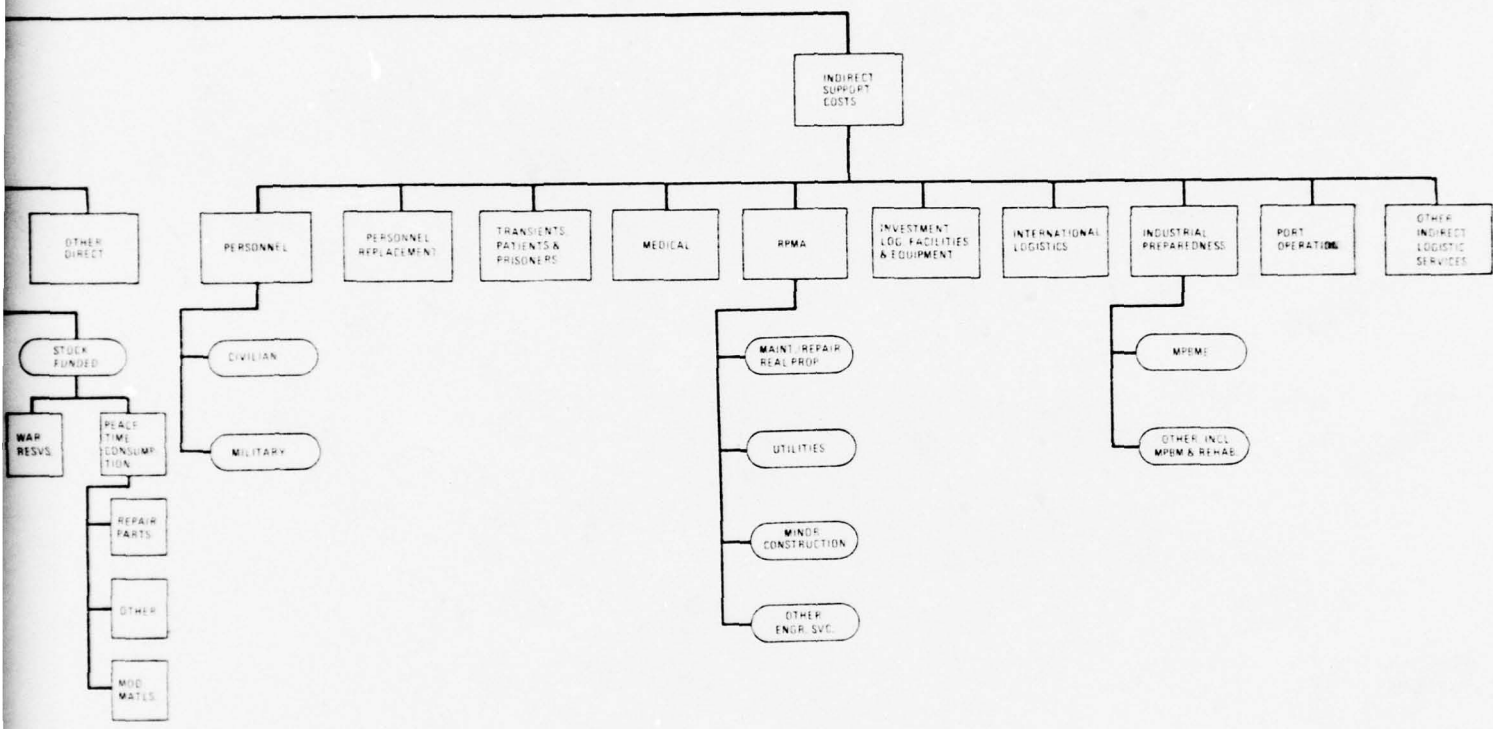 INDIRECT
SUPPORT
COSTS
OTHER
DIRECT
PERSONNEL
PERSONNEL
REPLACEMENT
TRANSIENTS,
PATIENTS &
PRISONERS
MEDICAL
RPMA
INVESTMENT
LOG. FACILITIES
& EQUIPMENT
INTERNATIONAL
LOGISTICS
INDUSTRIAL
PREPAREDNESS
PORT
OPERATION
OTHER
INDIRECT
LOGISTIC
SERVICES
STOCK
FUNDED
CIVILIAN
MAINT./REPAIR
REAL PROP
MPBME
WAR
RESVS.
PEACE
TIME
CONSUMP
TION
MILITARY
UTILITIES
OTHER INCL
MPBM & REHAB.
REPAIR
PARTS
MINOR
CONSTRUCTION
OTHER
OTHER
ENGR. SVC.
MOD
MATLS.